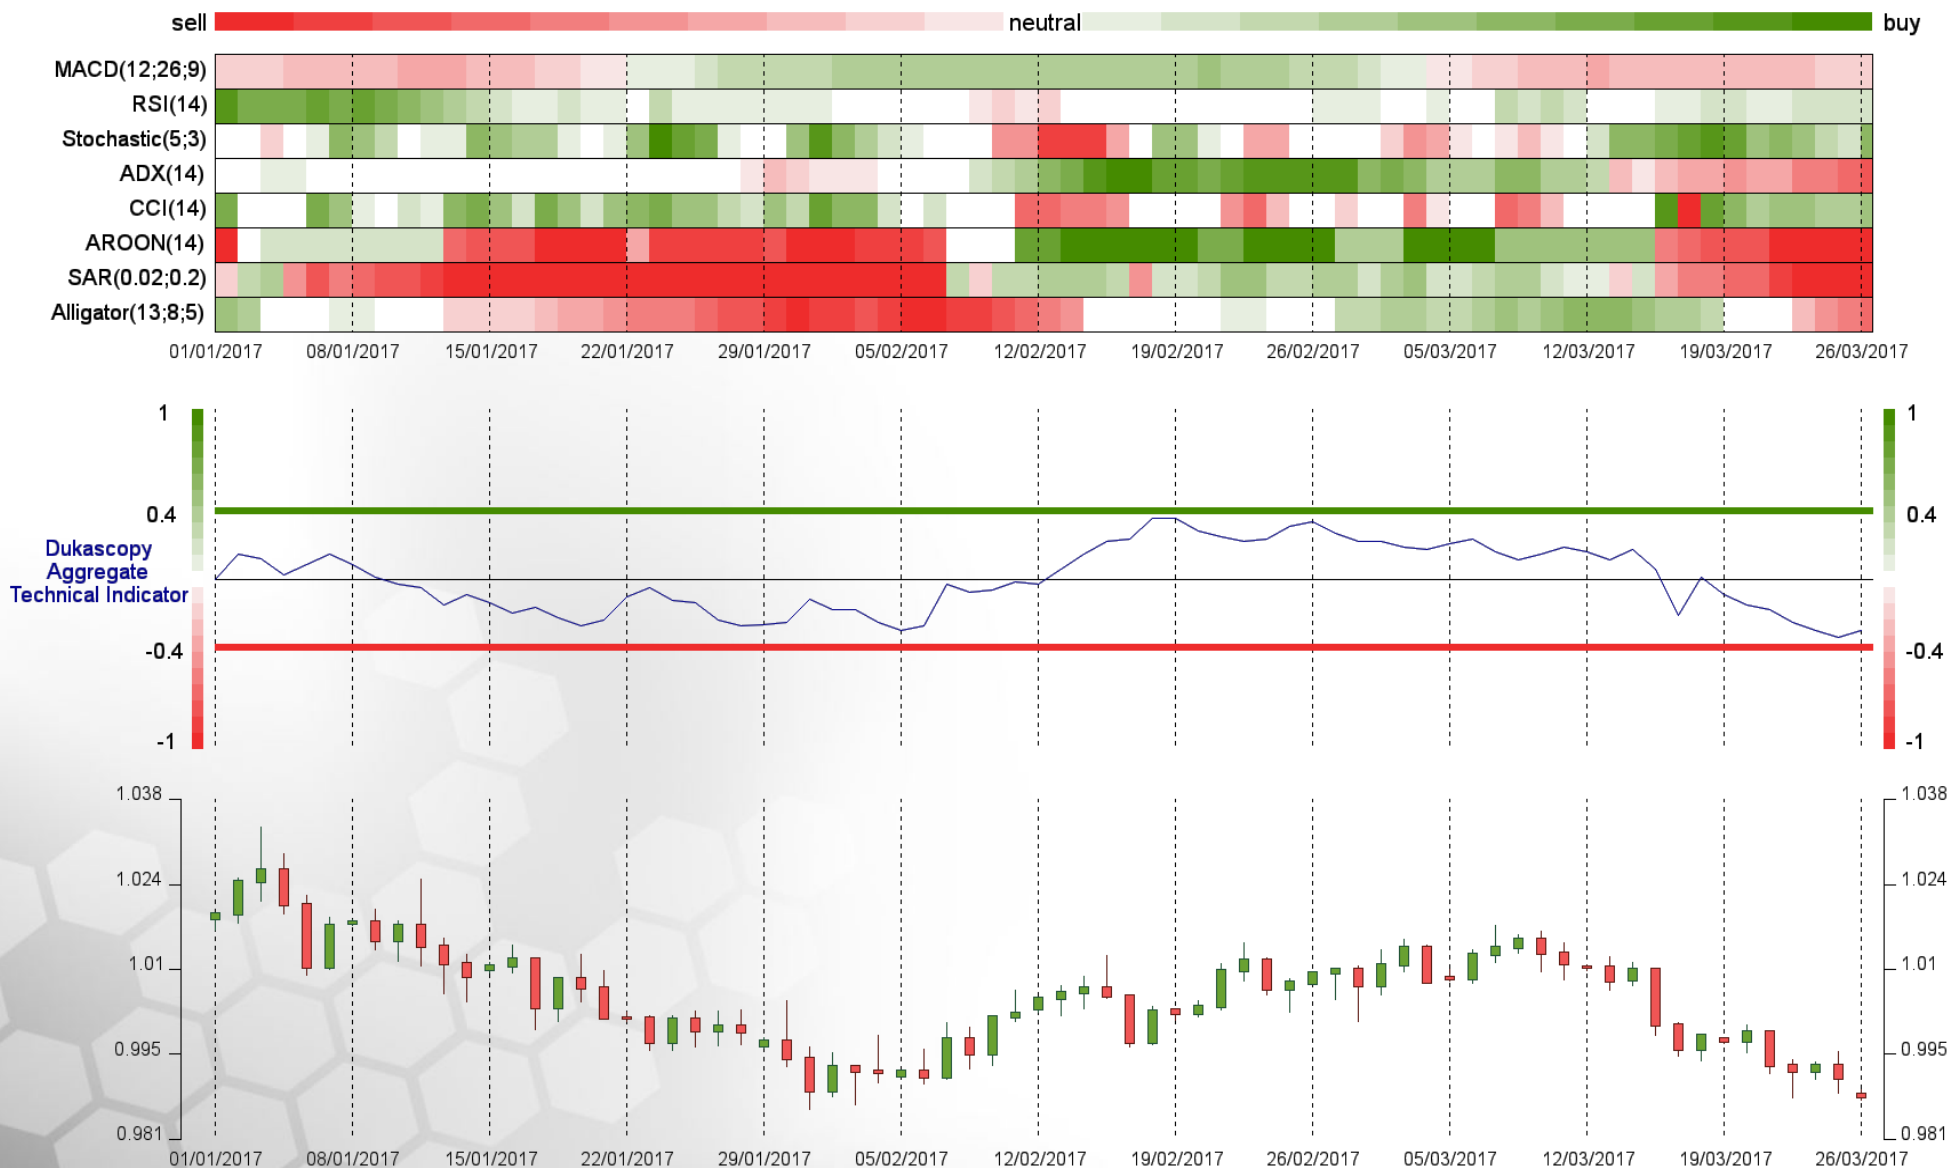 sell neutral buy
MACD(12;26;9)
RSI(14)
Stochastic(5;3)
ADX(14)
CCI(14)
AROON(14)
SAR(0.02;0.2)
Alligator(13;8;5)
01/01/2017 08/01/2017 15/01/2017 22/01/2017 29/01/2017 05/02/2017 12/02/2017 19/02/2017 26/02/2017 05/03/2017 12/03/2017 19/03/2017 26/03/2017
1 1
0.4 0.4
Dukascopy
Aggregate
Technical Indicator
-0.4 -0.4
-1 -1
1.038 1.038
1.024 1.024
1.01 1.01
0.995 0.995
0.981 0.981
01/01/2017 08/01/2017 15/01/2017 22/01/2017 29/01/2017 05/02/2017 12/02/2017 19/02/2017 26/02/2017 05/03/2017 12/03/2017 19/03/2017 26/03/2017